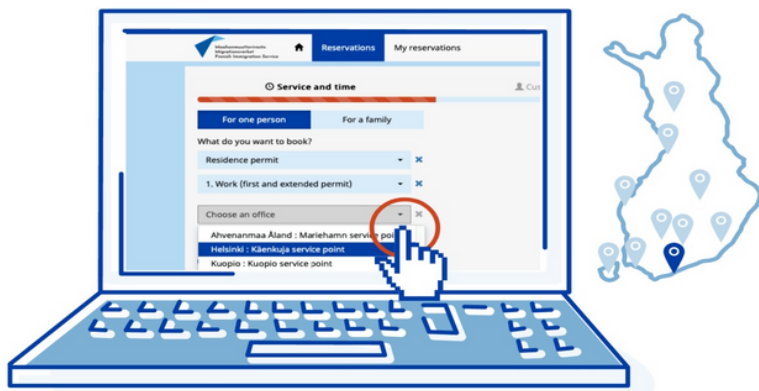 Maahanmuuttovirasto
Migrationsverket
Finnish Immigration Service
Reservations
My reservations
Service and time
Cu
For one person
For a family
What do you want to book?
Residence permit
1. Work (first and extended permit)
Choose an office
Ahvenanmaa Åland : Mariehamn service poi
Helsinki : Käenkuja service point
Kuopio : Kuopio service point